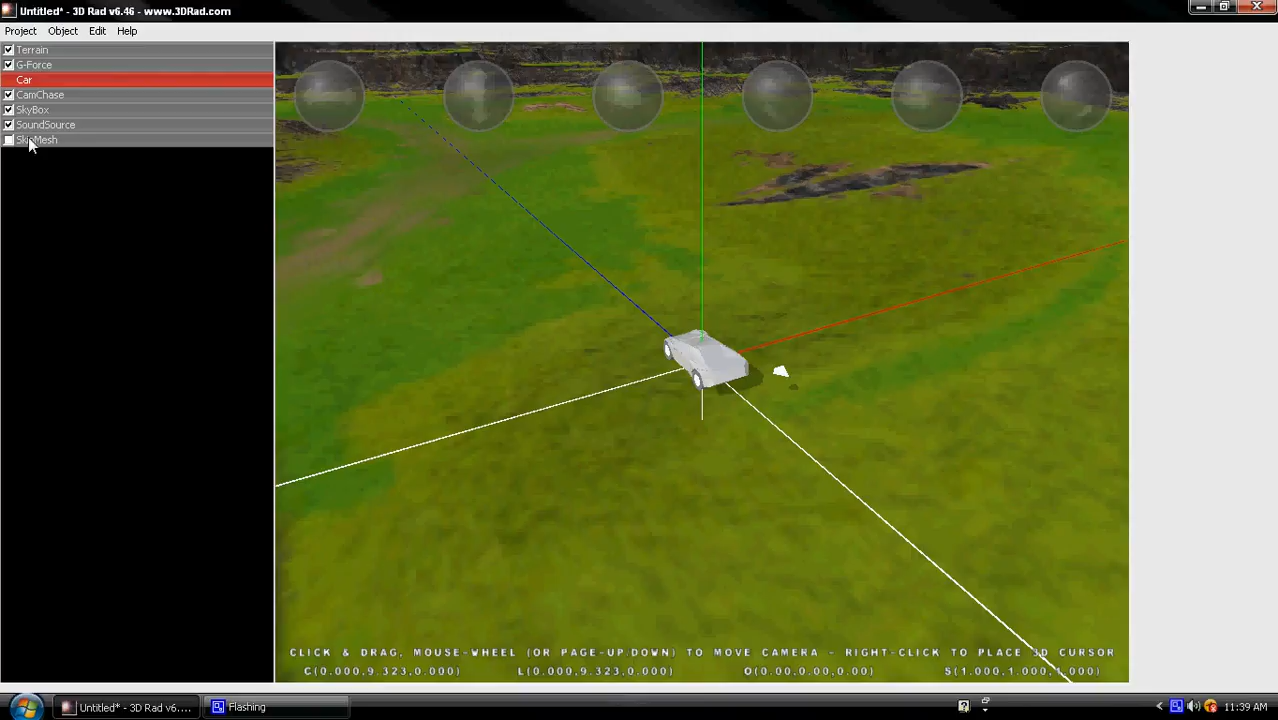 Untitled* - 3D Rad v6.46 - www.3DRad.com
Project Object Edit Help
Terrain
G-Force
Car
CamChase
SkyBox
SoundSource
SkinMesh
CLICK & DRAG, MOUSE-WHEEL (OR PAGE-UP,DOWN) TO MOVE CAMERA - RIGHT-CLICK TO PLACE 3D CURSOR
C(0.000,9.323,0.000) L(0.000,9.323,0.000) O(0.00,0.00,0.00) S(1.000,1.000,1.000)
Untitled* - 3D Rad v6.... Flashing 11:39 AM